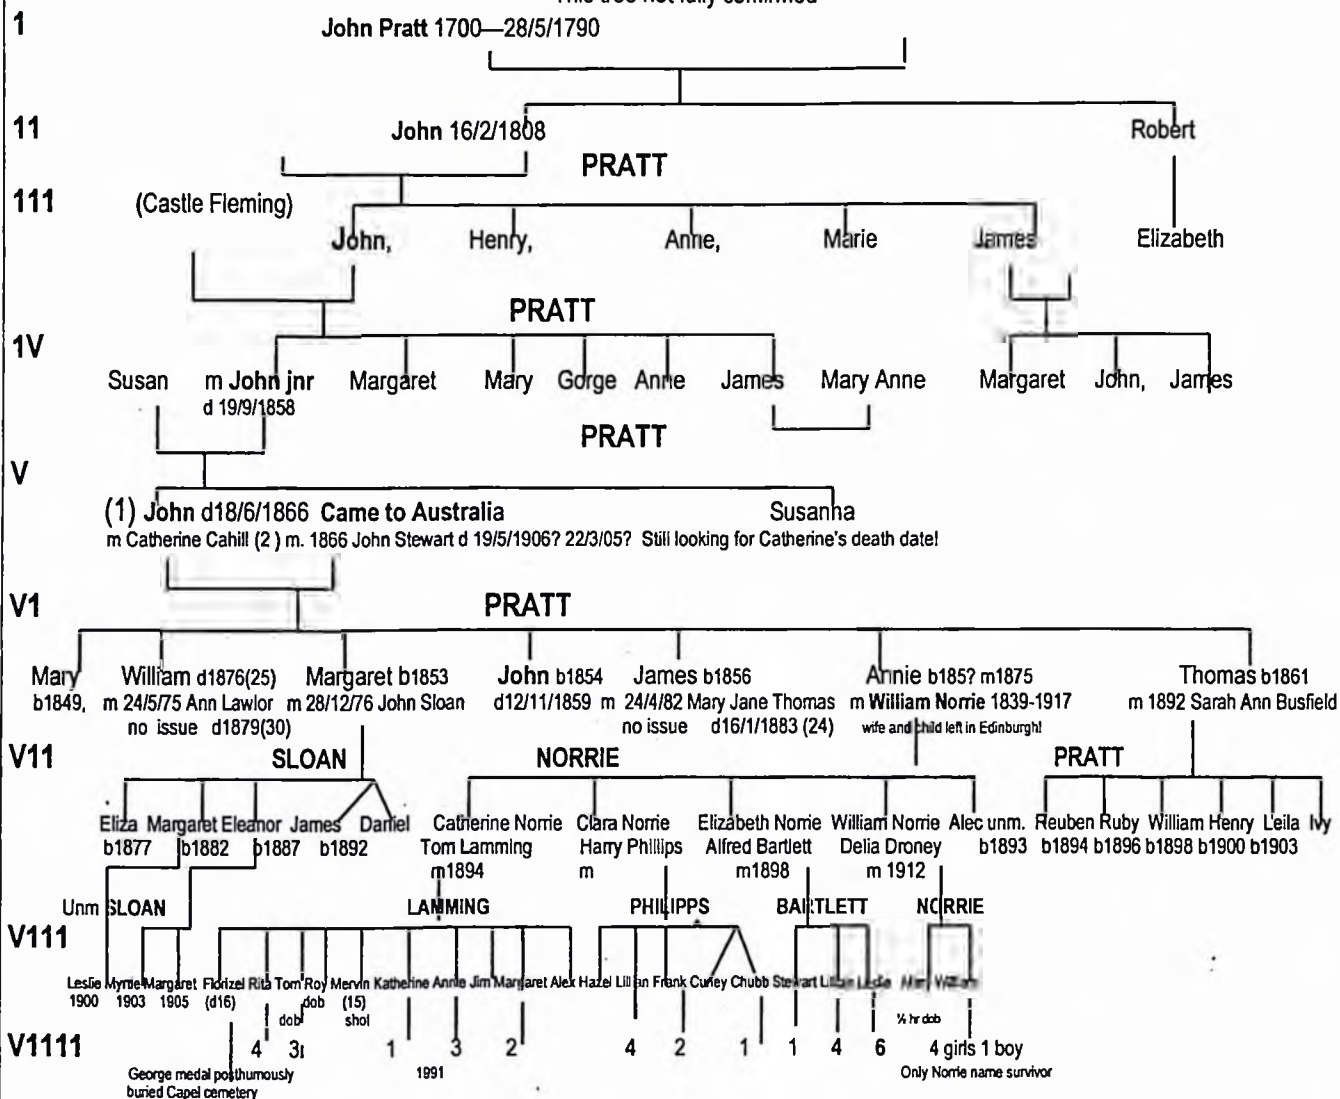 1
John Pratt 1700—28/5/1790
11
John 16/2/1808
Robert
PRATT
111
(Castle Fleming)
John, Henry, Anne, Marie James Elizabeth
PRATT
1V
Susan m John jnr Margaret Mary Gorge Anne James Mary Anne Margaret John, James
d 19/9/1858
PRATT
V
(1) John d18/6/1866 Came to Australia Susanna
m Catherine Cahill (2 ) m. 1866 John Stewart d 19/5/1906? 22/3/05? Still looking for Catherine's death date!
V1 PRATT
Mary William d1876(25) Margaret b1853 John b1854 James b1856 Annie b185? m1875 Thomas b1861
b1849, m 24/5/75 Ann Lawlor m 28/12/76 John Sloan d12/11/1859 m 24/4/82 Mary Jane Thomas m William Norrie 1839-1917 m 1892 Sarah Ann Busfield
no issue d1879(30) no issue d16/1/1883 (24) wife and child left in Edinburgh!
V11 SLOAN NORRIE PRATT
Eliza Margaret Eleanor James Daniel Catherine Norrie Clara Norrie Elizabeth Norrie William Norrie Alec unm. Reuben Ruby William Henry Leila Ivy
b1877 b1882 b1887 b1892 Tom Lamming Harry Phillips Alfred Bartlett Delia Droney b1893 b1894 b1896 b1898 b1900 b1903
m1894 m m1898 m 1912
Unm SLOAN LAMMING PHILIPPS BARTLETT NORRIE
V111
Leslie Myrtle Margaret Florizel Rita Tom Roy Mervin Katherine Annie Jim Margaret Alex Hazel Lillian Frank Curley Chubb Stewart Lillian Leslie William
1900 1903 1905 (d16) dob (15) ½ hr dob
dob shot
V1111 4 3 1 3 2 4 2 1 1 4 6 4 girls 1 boy
George medal posthumously 1991 Only Norrie name survivor
buried Capel cemetery